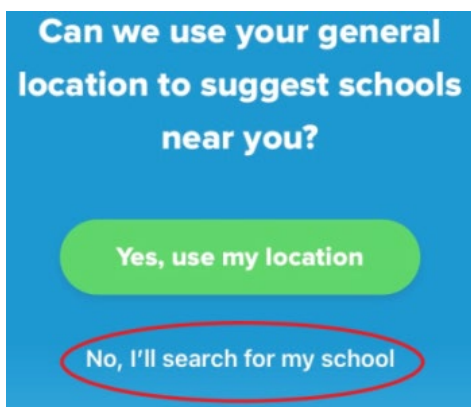 Can we use your general
location to suggest schools
near you?
Yes, use my location
No, I'll search for my school